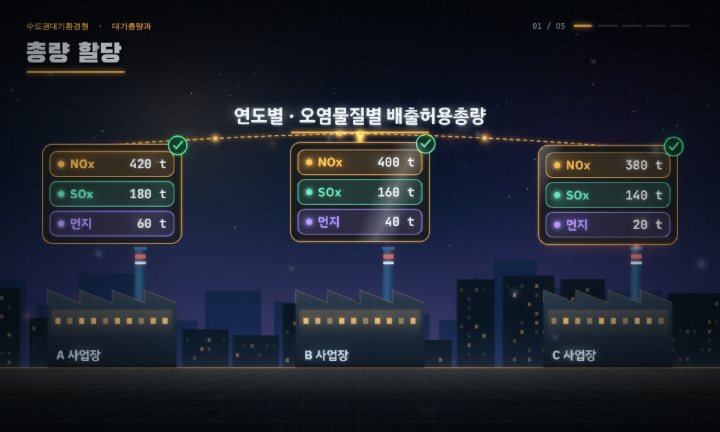 수도권대기환경청 · 대기총량과
01 / 05
총량 할당
연도별 · 오염물질별 배출허용총량
NOx 420 t
SOx 180 t
먼지 60 t
NOx 400 t
SOx 160 t
먼지 40 t
NOx 380 t
SOx 140 t
먼지 20 t
A 사업장
B 사업장
C 사업장